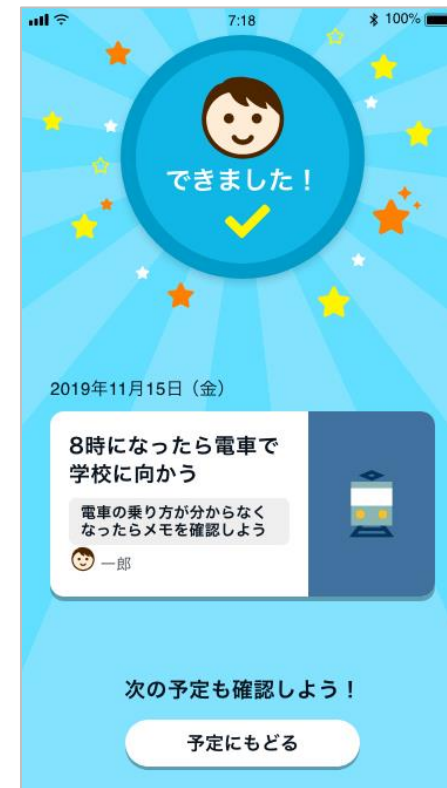 7:18
100%
できました！
2019年11月15日（金）
8時になったら電車で
学校に向かう
電車の乗り方が分からなく
なったらメモを確認しよう
一郎
次の予定も確認しよう！
予定にもどる